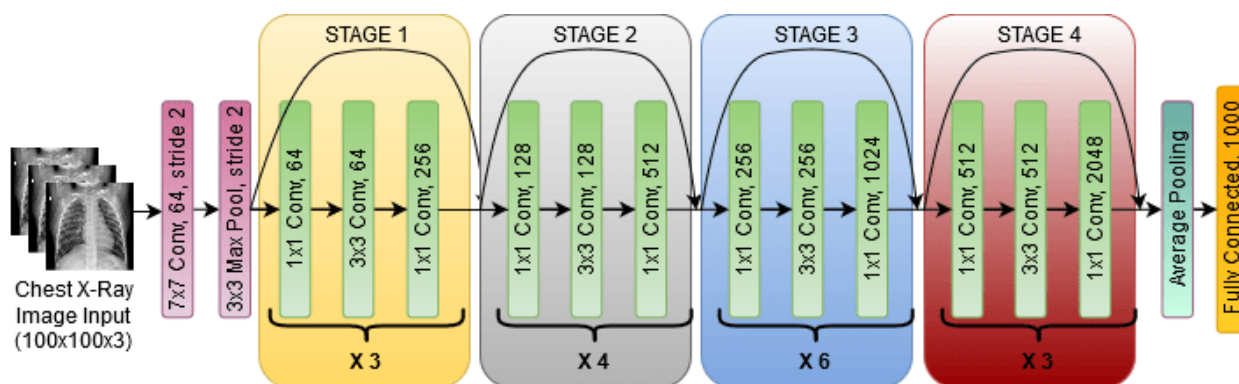 Chest X-Ray
Image Input
(100x100x3)
7x7 Conv, 64, stride 2
3x3 Max Pool, stride 2
STAGE 1
1x1 Conv, 64
3x3 Conv, 64
1x1 Conv, 256
X 3
STAGE 2
1x1 Conv, 128
3x3 Conv, 128
1x1 Conv, 512
X 4
STAGE 3
1x1 Conv, 256
3x3 Conv, 256
1x1 Conv, 1024
X 6
STAGE 4
1x1 Conv, 512
3x3 Conv, 512
1x1 Conv, 2048
X 3
Average Pooling
Fully Connected, 1000